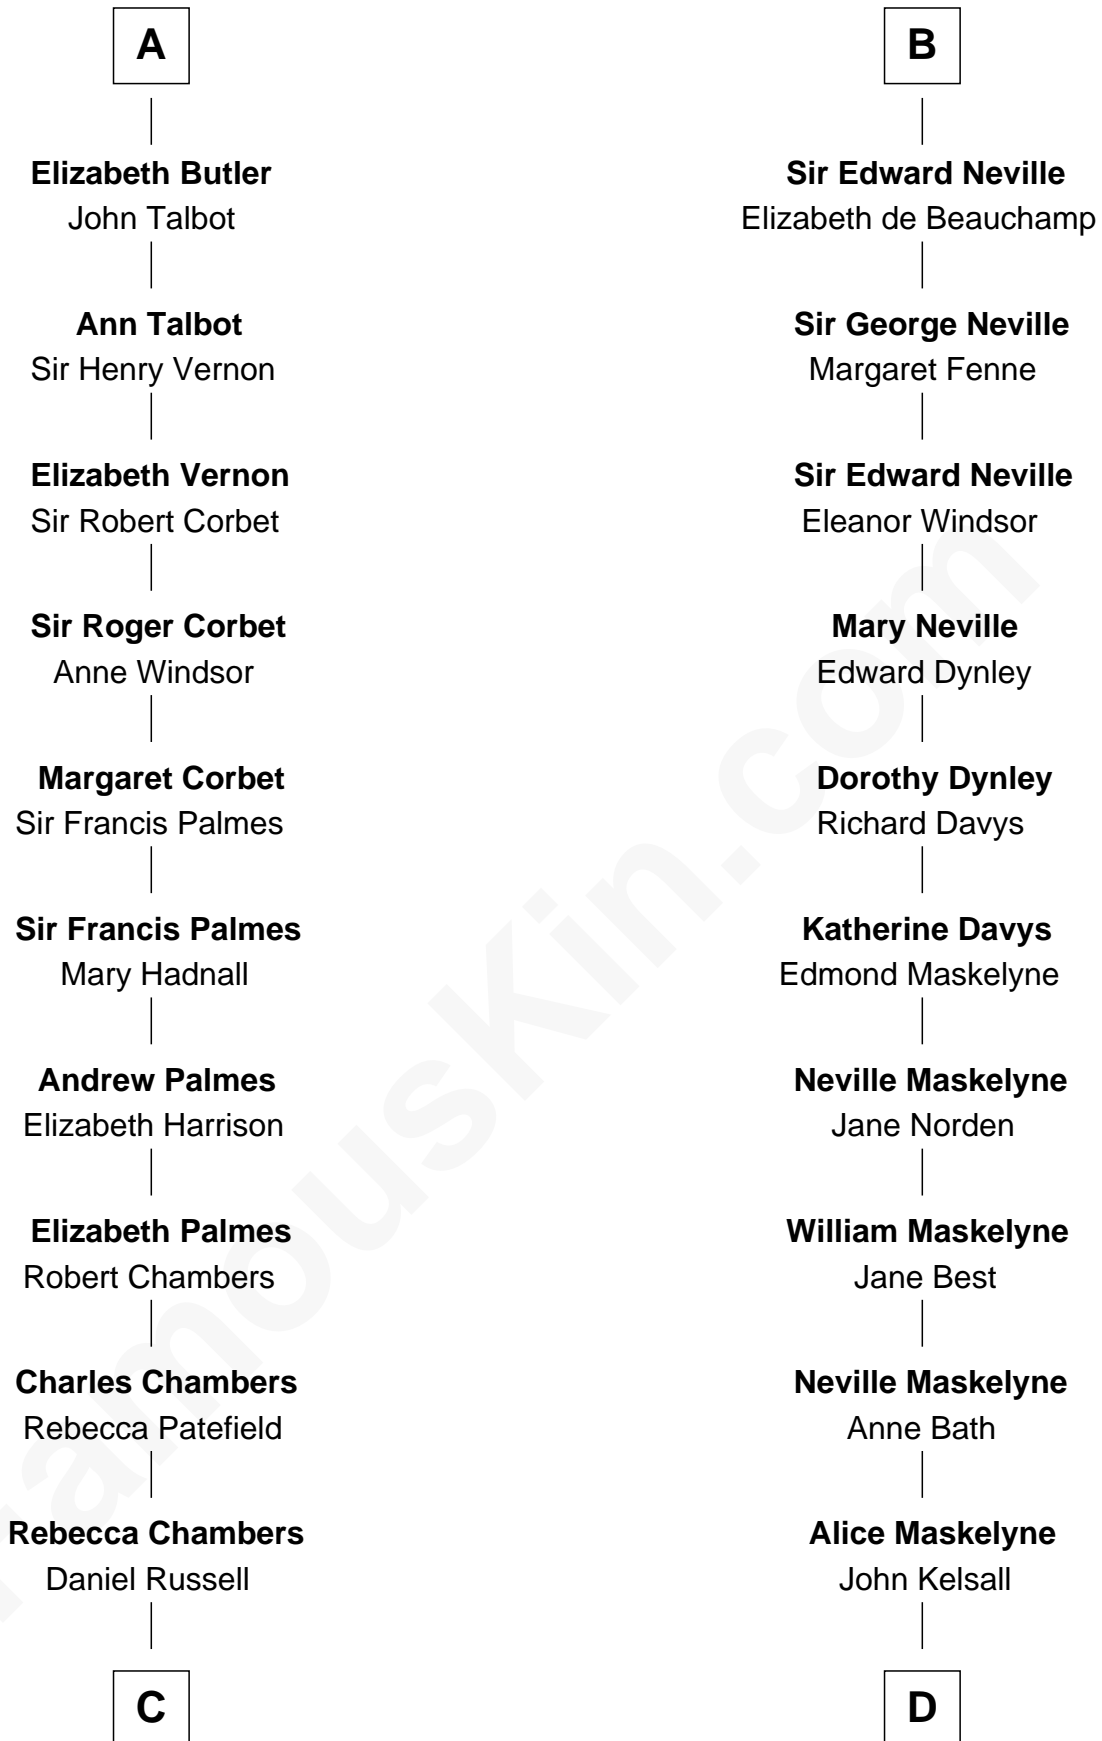 A
Elizabeth Butler
John Talbot
Ann Talbot
Sir Henry Vernon
Elizabeth Vernon
Sir Robert Corbet
Sir Roger Corbet
Anne Windsor
Margaret Corbet
Sir Francis Palmes
Sir Francis Palmes
Mary Hadnall
Andrew Palmes
Elizabeth Harrison
Elizabeth Palmes
Robert Chambers
Charles Chambers
Rebecca Patefield
Rebecca Chambers
Daniel Russell
C
B
Sir Edward Neville
Elizabeth de Beauchamp
Sir George Neville
Margaret Fenne
Sir Edward Neville
Eleanor Windsor
Mary Neville
Edward Dynley
Dorothy Dynley
Richard Davys
Katherine Davys
Edmond Maskelyne
Neville Maskelyne
Jane Norden
William Maskelyne
Jane Best
Neville Maskelyne
Anne Bath
Alice Maskelyne
John Kelsall
D
FamousKin.com